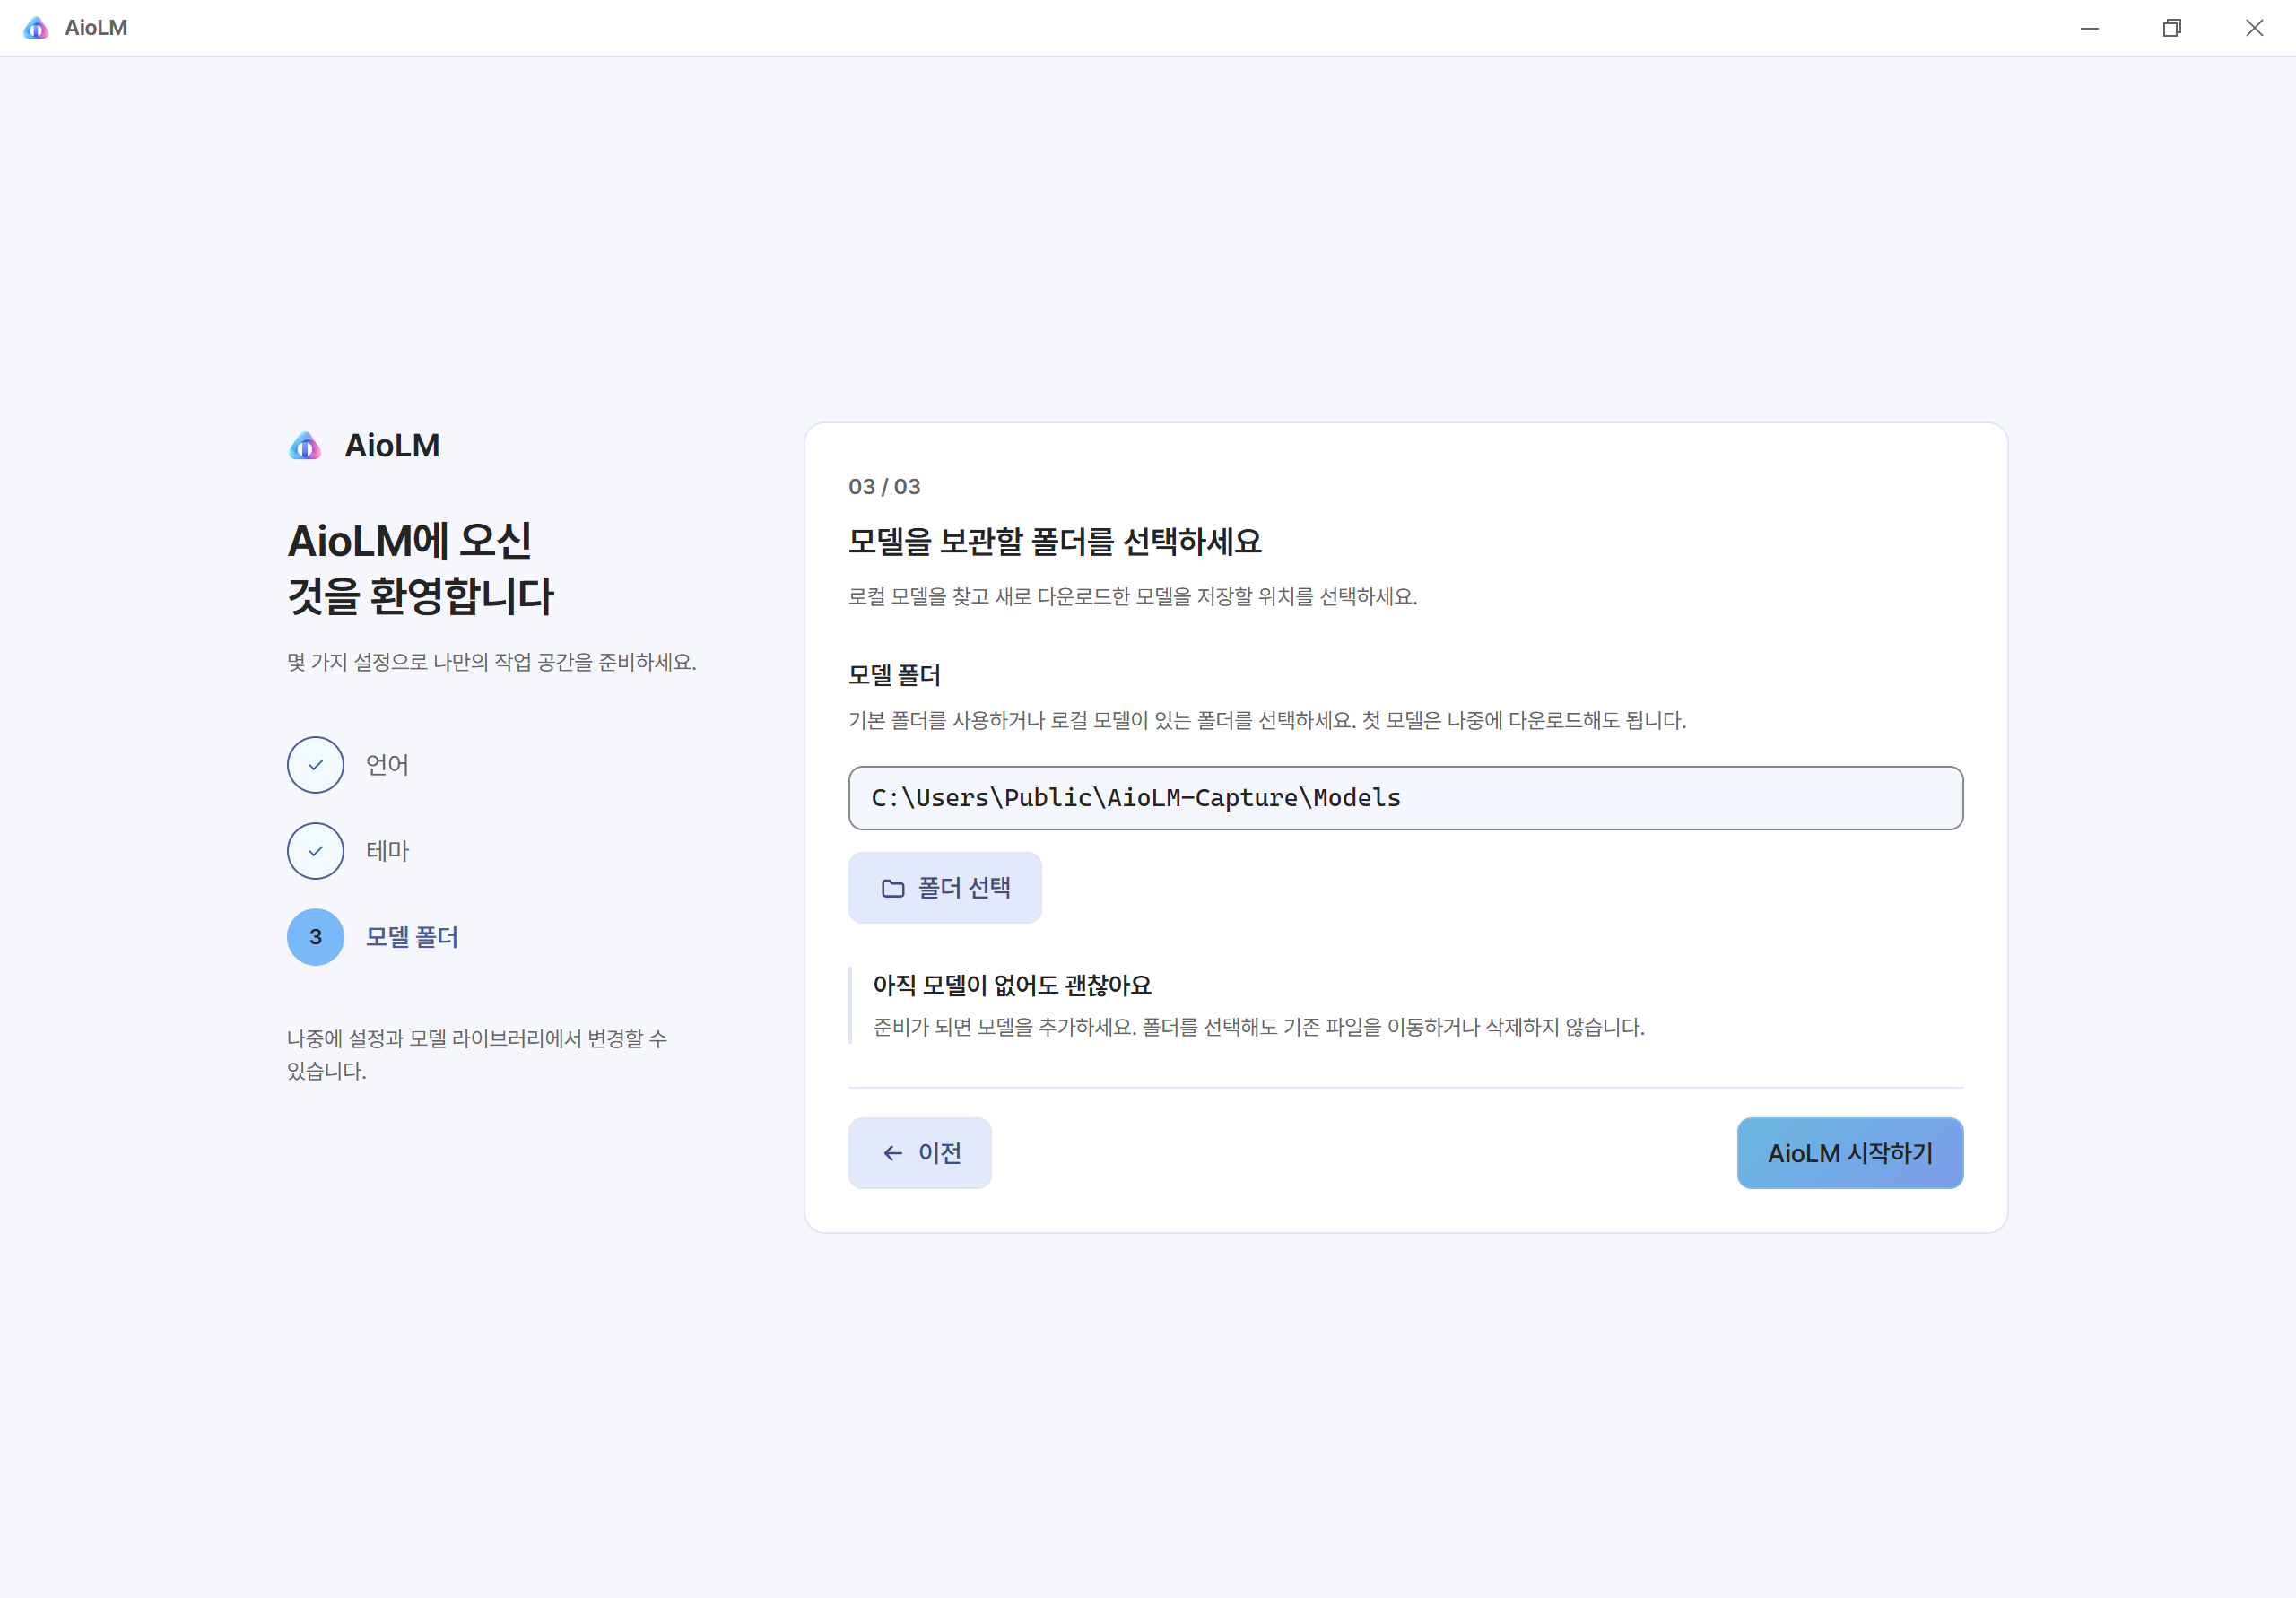 AioLM
AioLM
AioLM에 오신
것을 환영합니다
몇 가지 설정으로 나만의 작업 공간을 준비하세요.
언어
테마
3
모델 폴더
나중에 설정과 모델 라이브러리에서 변경할 수
있습니다.
03 / 03
모델을 보관할 폴더를 선택하세요
로컬 모델을 찾고 새로 다운로드한 모델을 저장할 위치를 선택하세요.
모델 폴더
기본 폴더를 사용하거나 로컬 모델이 있는 폴더를 선택하세요. 첫 모델은 나중에 다운로드해도 됩니다.
C:\Users\Public\AioLM-Capture\Models
폴더 선택
아직 모델이 없어도 괜찮아요
준비가 되면 모델을 추가하세요. 폴더를 선택해도 기존 파일을 이동하거나 삭제하지 않습니다.
이전
AioLM 시작하기